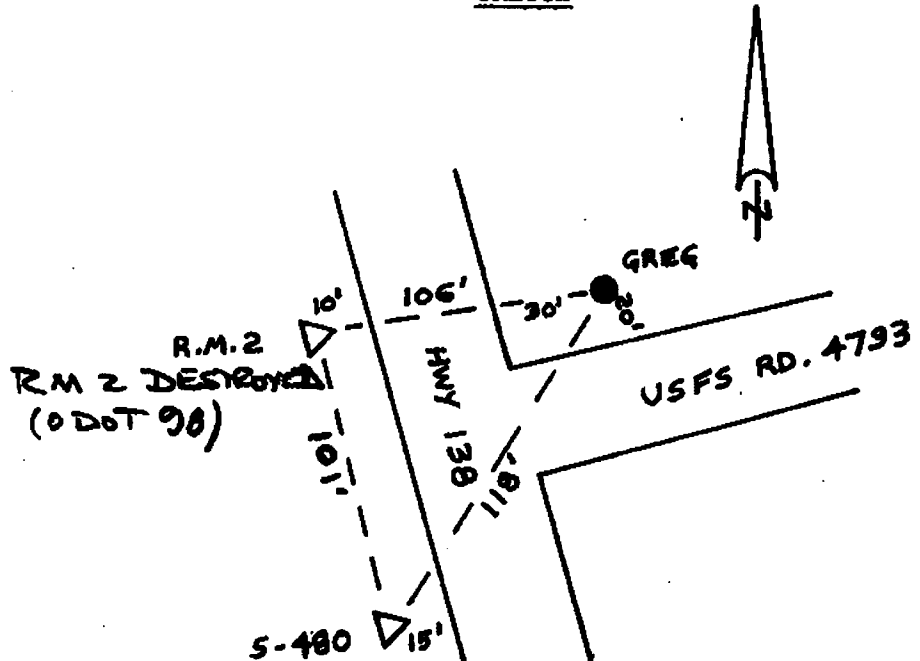 N
GREG
106'
10'
30'
20'
R.M.2
RM 2 DESTROYED
(ODOT 98)
HWY 138
USFS RD. 4793
101'
118'
S-480
15'